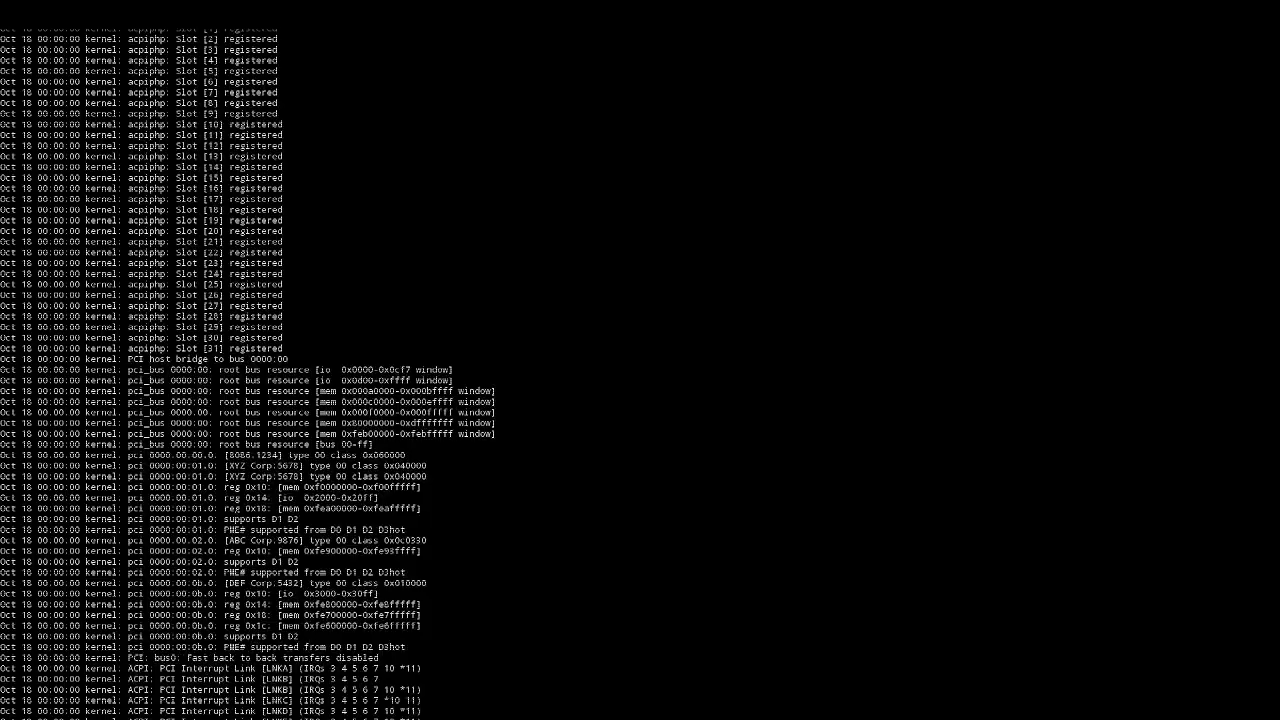 Oct 18 00:00:00 kernel: acpiphp: Slot [1] registered
Oct 18 00:00:00 kernel: acpiphp: Slot [2] registered
Oct 18 00:00:00 kernel: acpiphp: Slot [3] registered
Oct 18 00:00:00 kernel: acpiphp: Slot [4] registered
Oct 18 00:00:00 kernel: acpiphp: Slot [5] registered
Oct 18 00:00:00 kernel: acpiphp: Slot [6] registered
Oct 18 00:00:00 kernel: acpiphp: Slot [7] registered
Oct 18 00:00:00 kernel: acpiphp: Slot [8] registered
Oct 18 00:00:00 kernel: acpiphp: Slot [9] registered
Oct 18 00:00:00 kernel: acpiphp: Slot [10] registered
Oct 18 00:00:00 kernel: acpiphp: Slot [11] registered
Oct 18 00:00:00 kernel: acpiphp: Slot [12] registered
Oct 18 00:00:00 kernel: acpiphp: Slot [13] registered
Oct 18 00:00:00 kernel: acpiphp: Slot [14] registered
Oct 18 00:00:00 kernel: acpiphp: Slot [15] registered
Oct 18 00:00:00 kernel: acpiphp: Slot [16] registered
Oct 18 00:00:00 kernel: acpiphp: Slot [17] registered
Oct 18 00:00:00 kernel: acpiphp: Slot [18] registered
Oct 18 00:00:00 kernel: acpiphp: Slot [19] registered
Oct 18 00:00:00 kernel: acpiphp: Slot [20] registered
Oct 18 00:00:00 kernel: acpiphp: Slot [21] registered
Oct 18 00:00:00 kernel: acpiphp: Slot [22] registered
Oct 18 00:00:00 kernel: acpiphp: Slot [23] registered
Oct 18 00:00:00 kernel: acpiphp: Slot [24] registered
Oct 18 00:00:00 kernel: acpiphp: Slot [25] registered
Oct 18 00:00:00 kernel: acpiphp: Slot [26] registered
Oct 18 00:00:00 kernel: acpiphp: Slot [27] registered
Oct 18 00:00:00 kernel: acpiphp: Slot [28] registered
Oct 18 00:00:00 kernel: acpiphp: Slot [29] registered
Oct 18 00:00:00 kernel: acpiphp: Slot [30] registered
Oct 18 00:00:00 kernel: acpiphp: Slot [31] registered
Oct 18 00:00:00 kernel: PCI host bridge to bus 0000:00
Oct 18 00:00:00 kernel: pci_bus 0000:00: root bus resource [io  0x0000-0x0cf7 window]
Oct 18 00:00:00 kernel: pci_bus 0000:00: root bus resource [io  0x0d00-0xffff window]
Oct 18 00:00:00 kernel: pci_bus 0000:00: root bus resource [mem 0x000a0000-0x000bffff window]
Oct 18 00:00:00 kernel: pci_bus 0000:00: root bus resource [mem 0x000c0000-0x000effff window]
Oct 18 00:00:00 kernel: pci_bus 0000:00: root bus resource [mem 0x000f0000-0x000fffff window]
Oct 18 00:00:00 kernel: pci_bus 0000:00: root bus resource [mem 0x80000000-0xdfffffff window]
Oct 18 00:00:00 kernel: pci_bus 0000:00: root bus resource [mem 0xfeb00000-0xfebfffff window]
Oct 18 00:00:00 kernel: pci_bus 0000:00: root bus resource [bus 00-ff]
Oct 18 00:00:00 kernel: pci 0000:00:00.0: [8086:1234] type 00 class 0x060000
Oct 18 00:00:00 kernel: pci 0000:00:01.0: [XYZ Corp:5678] type 00 class 0x040000
Oct 18 00:00:00 kernel: pci 0000:00:01.0: [XYZ Corp:5678] type 00 class 0x040000
Oct 18 00:00:00 kernel: pci 0000:00:01.0: reg 0x10: [mem 0xf0000000-0xf00fffff]
Oct 18 00:00:00 kernel: pci 0000:00:01.0: reg 0x14: [io  0x2000-0x20ff]
Oct 18 00:00:00 kernel: pci 0000:00:01.0: reg 0x18: [mem 0xfea00000-0xfeafffff]
Oct 18 00:00:00 kernel: pci 0000:00:01.0: supports D1 D2
Oct 18 00:00:00 kernel: pci 0000:00:01.0: PME# supported from D0 D1 D2 D3hot
Oct 18 00:00:00 kernel: pci 0000:00:02.0: [ABC Corp:9876] type 00 class 0x0c0330
Oct 18 00:00:00 kernel: pci 0000:00:02.0: reg 0x10: [mem 0xfe900000-0xfe93ffff]
Oct 18 00:00:00 kernel: pci 0000:00:02.0: supports D1 D2
Oct 18 00:00:00 kernel: pci 0000:00:02.0: PME# supported from D0 D1 D2 D3hot
Oct 18 00:00:00 kernel: pci 0000:00:0b.0: [DEF Corp:5432] type 00 class 0x010000
Oct 18 00:00:00 kernel: pci 0000:00:0b.0: reg 0x10: [io  0x3000-0x30ff]
Oct 18 00:00:00 kernel: pci 0000:00:0b.0: reg 0x14: [mem 0xfe800000-0xfe8fffff]
Oct 18 00:00:00 kernel: pci 0000:00:0b.0: reg 0x18: [mem 0xfe700000-0xfe7fffff]
Oct 18 00:00:00 kernel: pci 0000:00:0b.0: reg 0x1c: [mem 0xfe600000-0xfe6fffff]
Oct 18 00:00:00 kernel: pci 0000:00:0b.0: supports D1 D2
Oct 18 00:00:00 kernel: pci 0000:00:0b.0: PME# supported from D0 D1 D2 D3hot
Oct 18 00:00:00 kernel: PCI: bus0: Fast back to back transfers disabled
Oct 18 00:00:00 kernel: ACPI: PCI Interrupt Link [LNKA] (IRQs 3 4 5 6 7 10 *11)
Oct 18 00:00:00 kernel: ACPI: PCI Interrupt Link [LNKB] (IRQs 3 4 5 6 7
Oct 18 00:00:00 kernel: ACPI: PCI Interrupt Link [LNKB] (IRQs 3 4 5 6 7 10 *11)
Oct 18 00:00:00 kernel: ACPI: PCI Interrupt Link [LNKC] (IRQs 3 4 5 6 7 *10 11)
Oct 18 00:00:00 kernel: ACPI: PCI Interrupt Link [LNKD] (IRQs 3 4 5 6 7 10 *11)